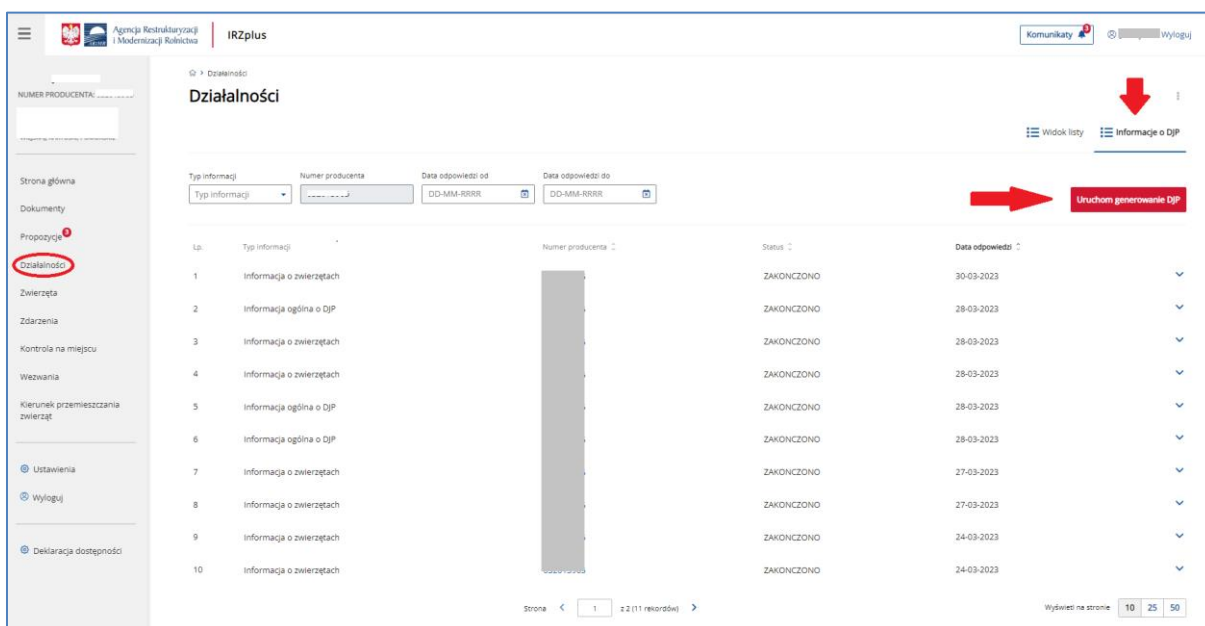 Agencja Restrukturyzacji
i Modernizacji Rolnictwa
IRZplus
Komunikaty 3
Wyloguj
NUMER PRODUCENTA:
Działalności
Działalności
Widok listy
Informacje o DJP
Strona główna
Dokumenty
Propozycje 3
Działalności
Zwierzęta
Zdarzenia
Kontrola na miejscu
Wezwania
Kierunek przemieszczania
zwierząt
Ustawienia
Wyloguj
Deklaracja dostępności
Typ informacji Numer producenta Data odpowiedzi od Data odpowiedzi do
Typ informacji DD-MM-RRRR DD-MM-RRRR
Uruchom generowanie DJP
Lp. Typ informacji Numer producenta Status Data odpowiedzi
1 Informacja o zwierzętach ZAKONCZONO 30-03-2023
2 Informacja ogólna o DJP ZAKONCZONO 28-03-2023
3 Informacja o zwierzętach ZAKONCZONO 28-03-2023
4 Informacja o zwierzętach ZAKONCZONO 28-03-2023
5 Informacja ogólna o DJP ZAKONCZONO 28-03-2023
6 Informacja ogólna o DJP ZAKONCZONO 28-03-2023
7 Informacja o zwierzętach ZAKONCZONO 27-03-2023
8 Informacja o zwierzętach ZAKONCZONO 27-03-2023
9 Informacja o zwierzętach ZAKONCZONO 24-03-2023
10 Informacja o zwierzętach ZAKONCZONO 24-03-2023
Strona 1 z 2 (11 rekordów)
Wyświetl na stronie 10 25 50